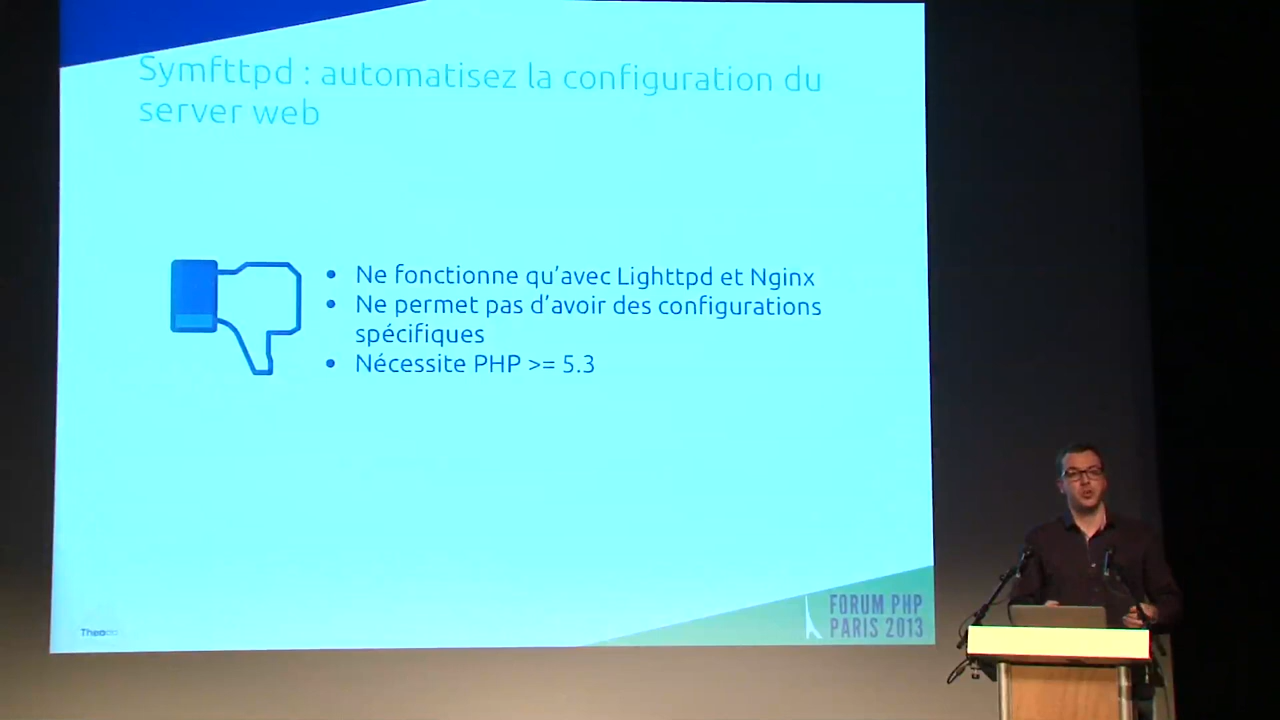 Symfttpd : automatisez la configuration du
server web
• Ne fonctionne qu’avec Lighttpd et Nginx
• Ne permet pas d’avoir des configurations
spécifiques
• Nécessite PHP >= 5.3
Theodo
FORUM PHP
PARIS 2013